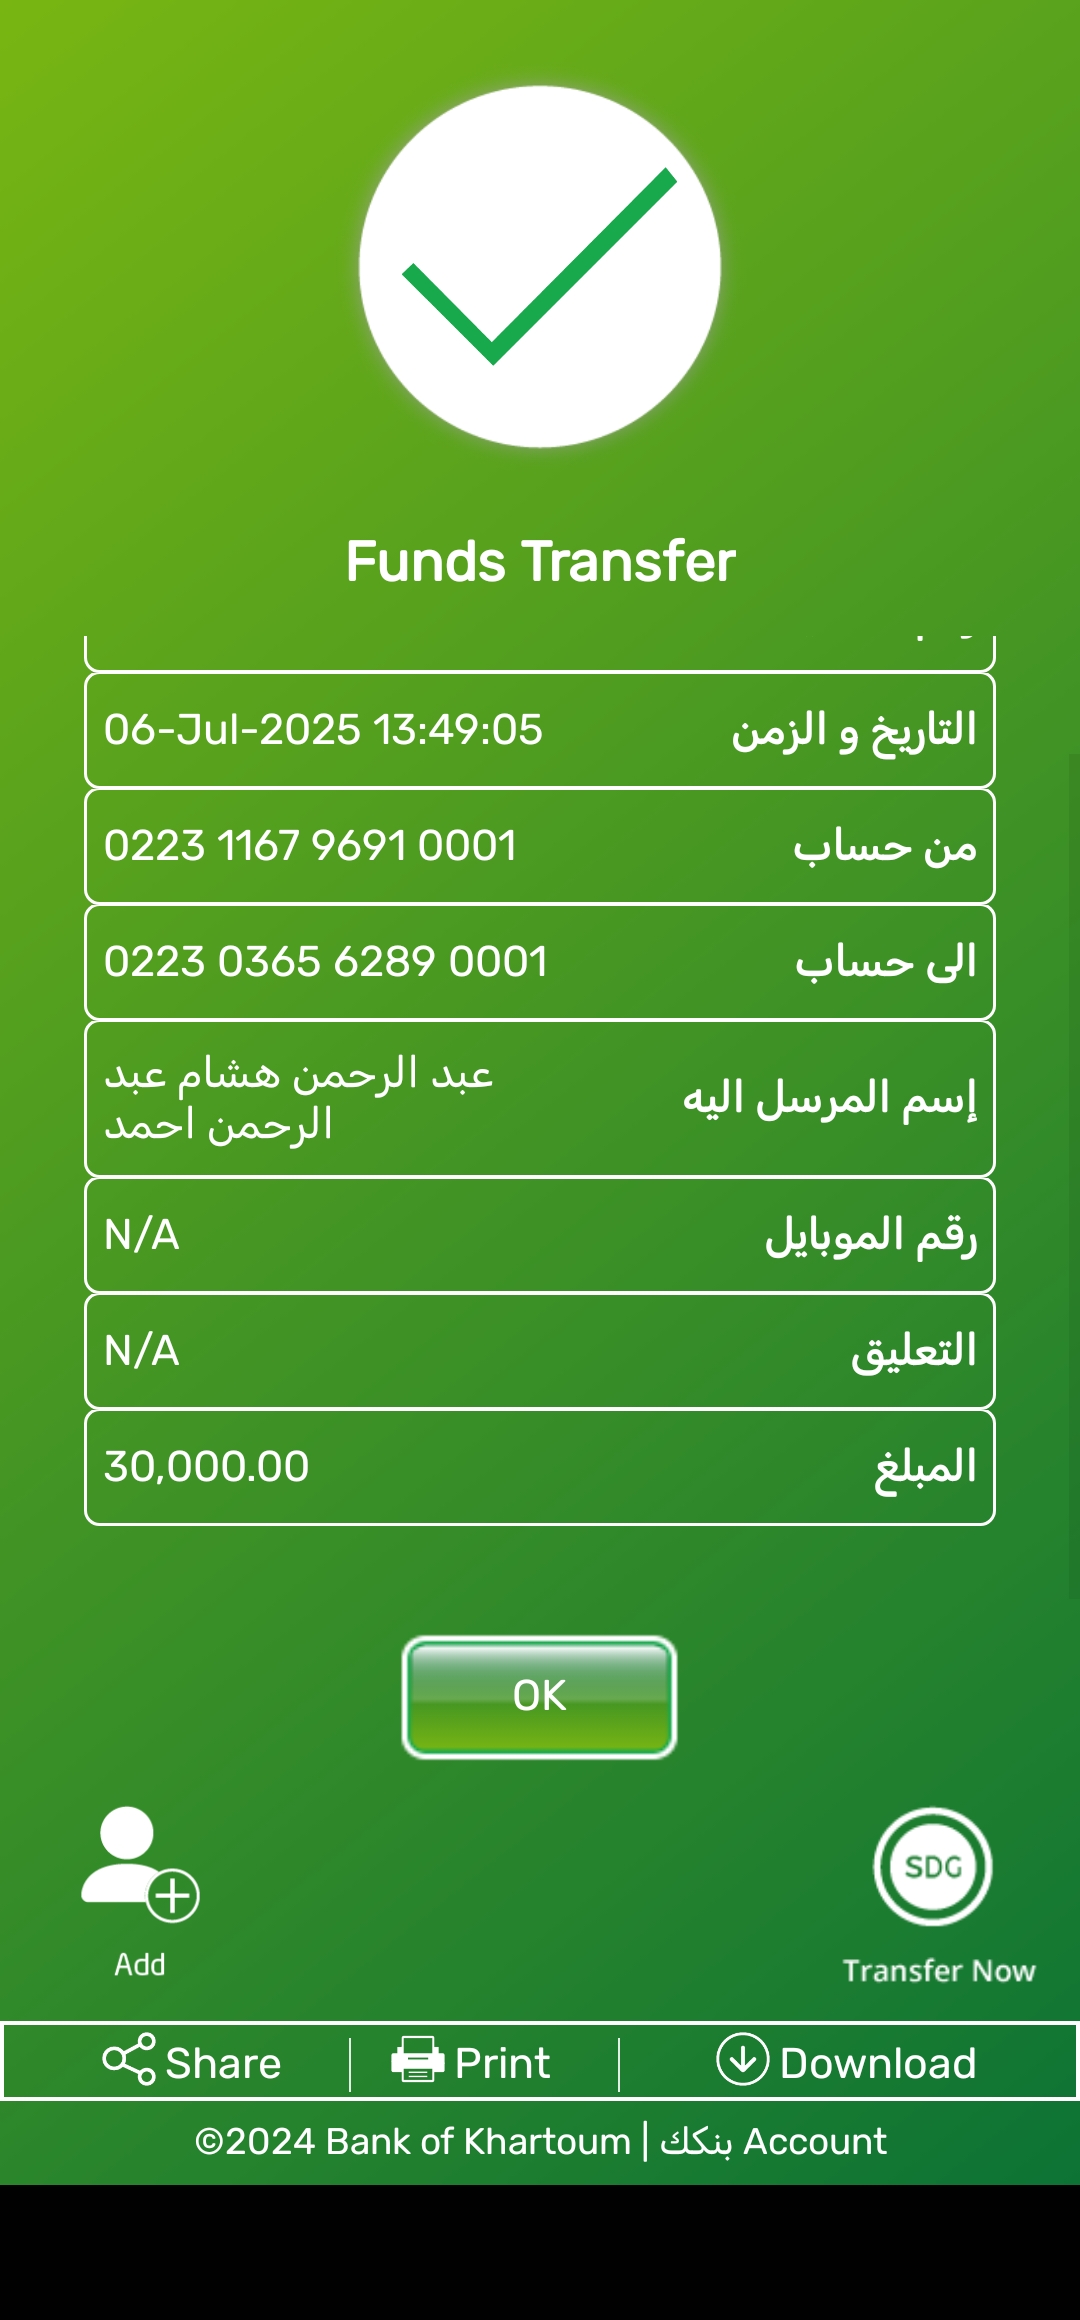 Funds Transfer
التاريخ و الزمن 06-Jul-2025 13:49:05
من حساب 0223 1167 9691 0001
الى حساب 0223 0365 6289 0001
إسم المرسل اليه عبد الرحمن هشام عبد
الرحمن احمد
رقم الموبايل N/A
التعليق N/A
المبلغ 30,000.00
OK
Add
SDG
Transfer Now
Share Print Download
©2024 Bank of Khartoum | بنكك Account